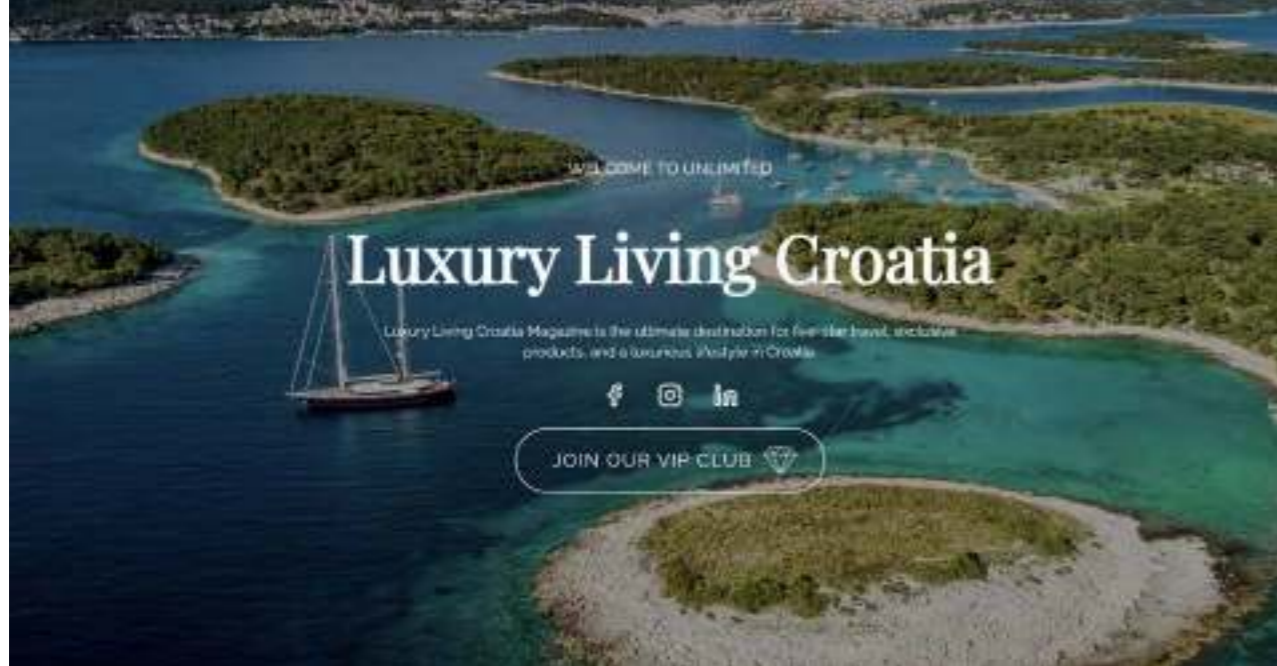 WELCOME TO UNLIMITED
Luxury Living Croatia
Luxury Living Croatia Magazine is the ultimate destination for five-star travel, exclusive
products, and a luxurious lifestyle in Croatia
JOIN OUR VIP CLUB